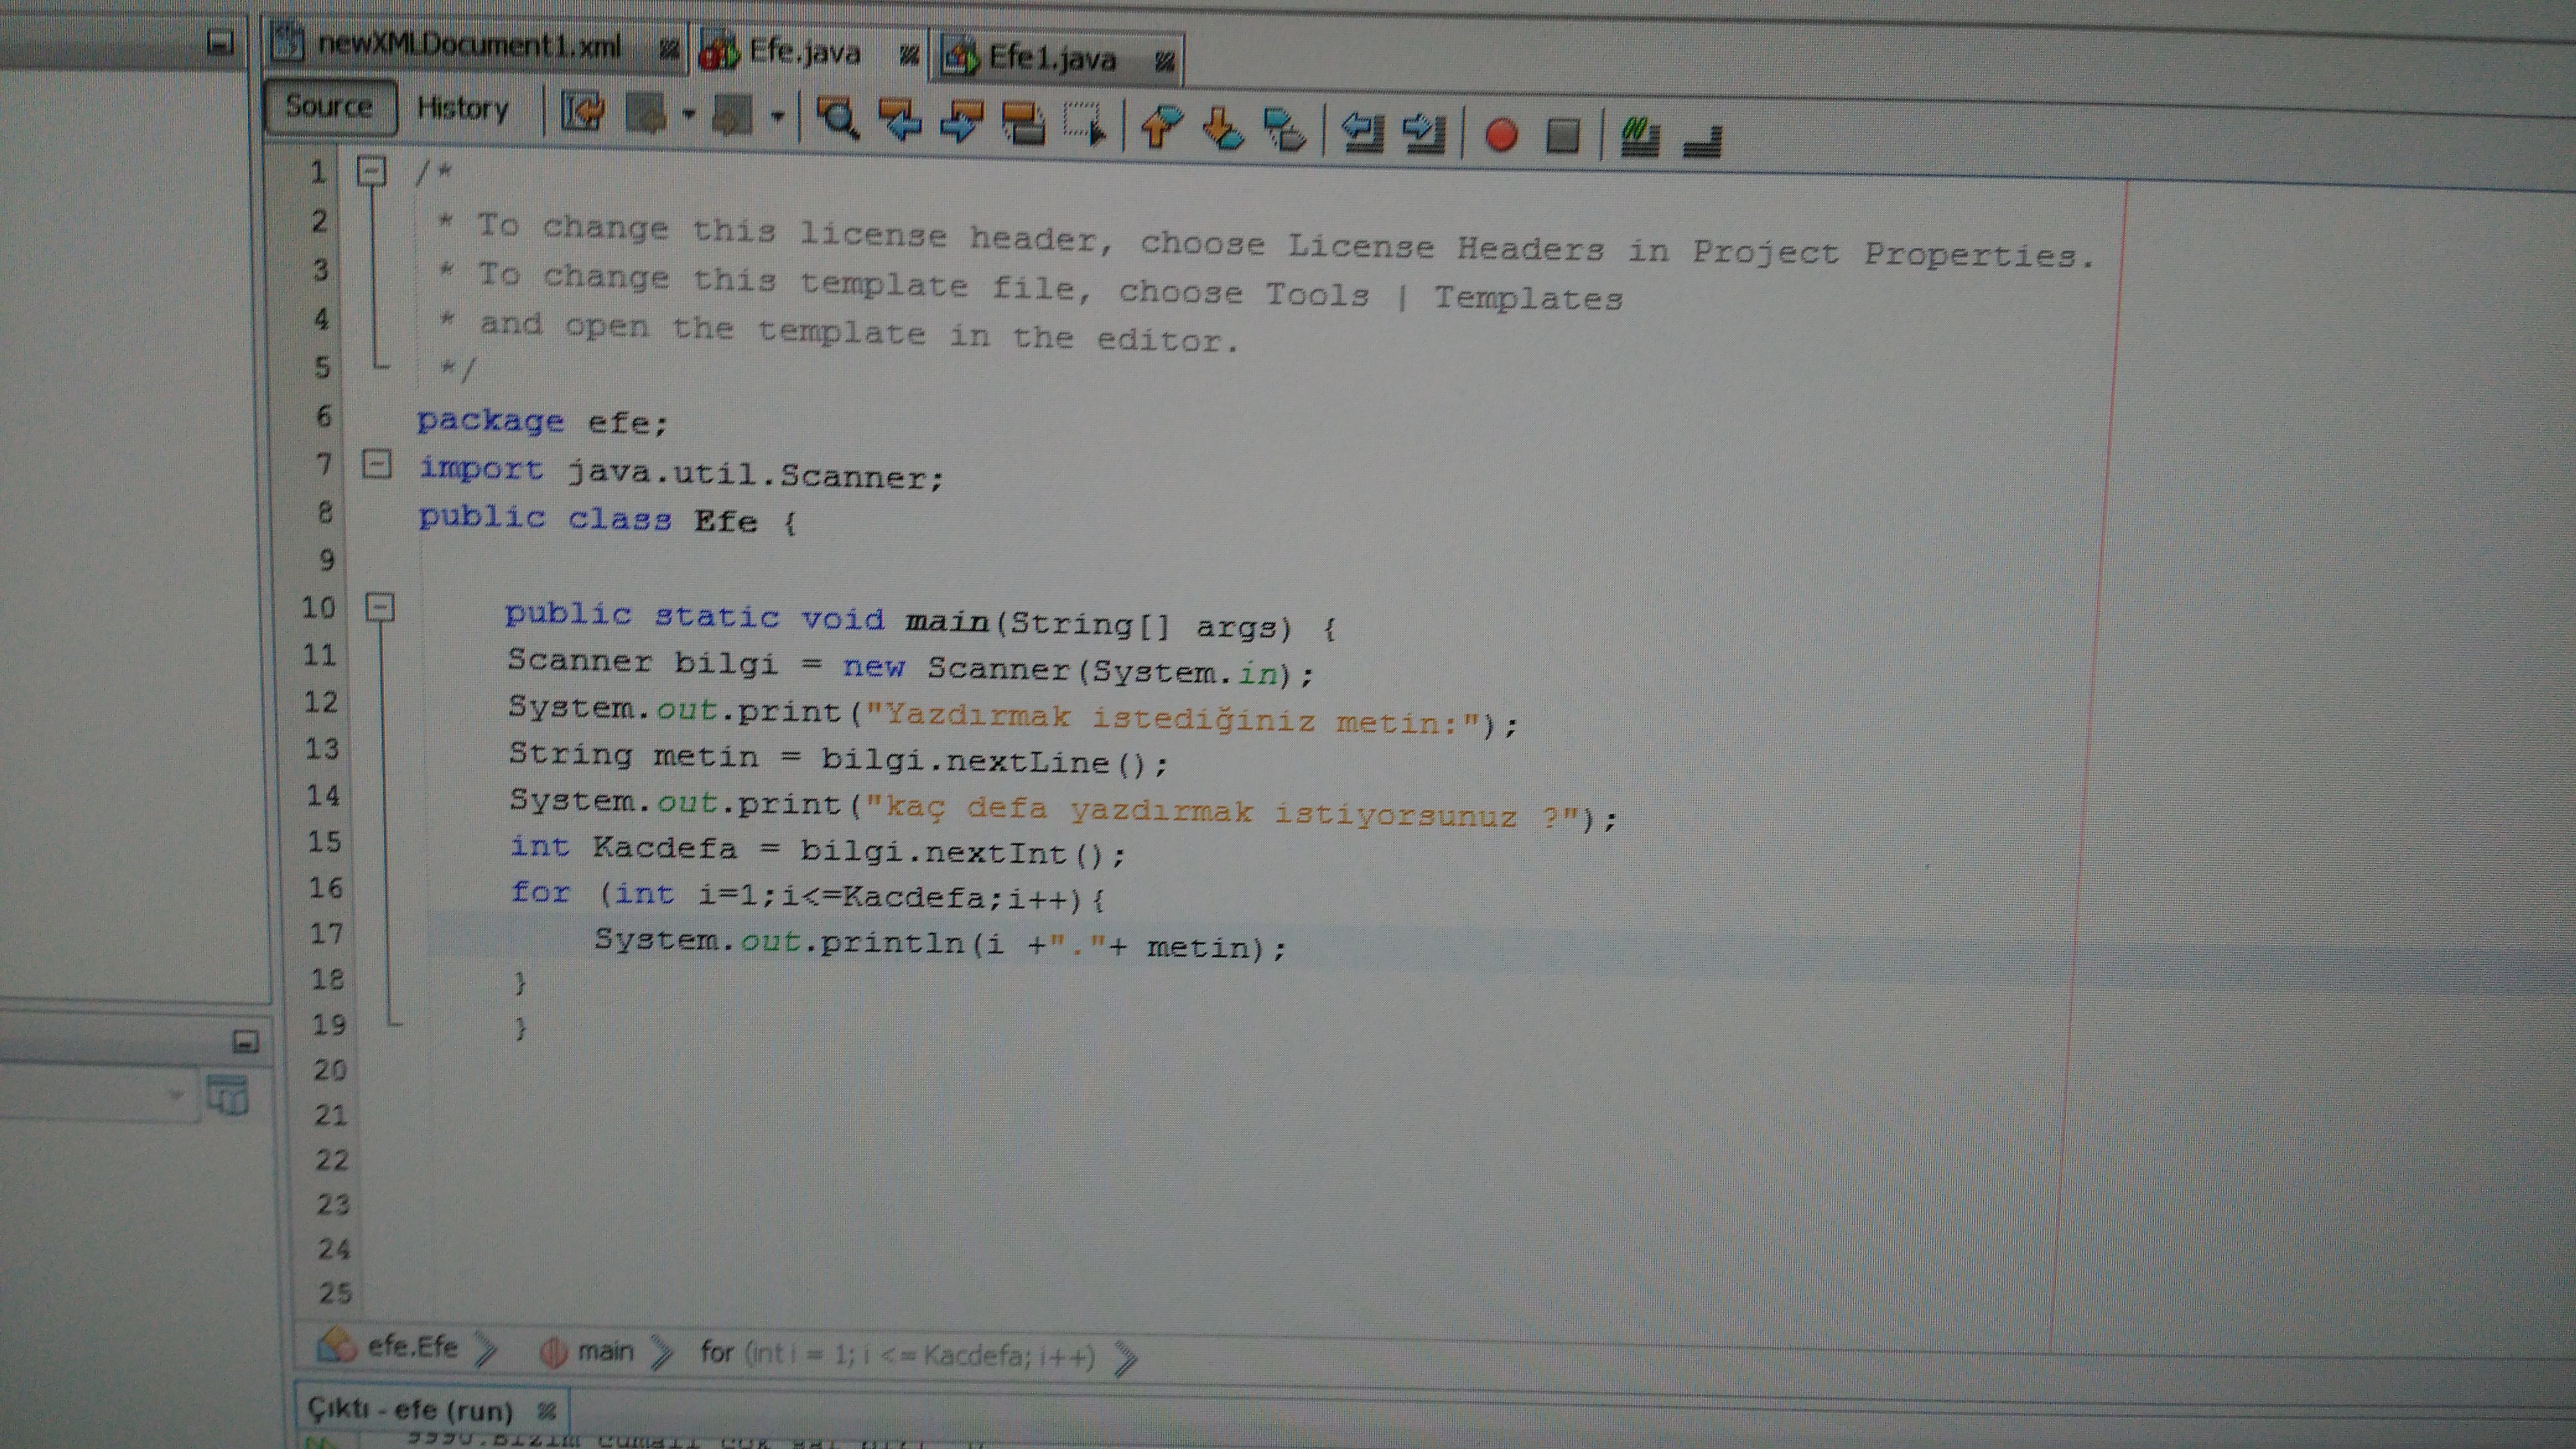 newXMLDocument1.xml Efe.java Efe1.java
Source History
1 /*
2 * To change this license header, choose License Headers in Project Properties.
3 * To change this template file, choose Tools | Templates
4 * and open the template in the editor.
5 */
6 package efe;
7 import java.util.Scanner;
8 public class Efe {
9
10 public static void main(String[] args) {
11 Scanner bilgi = new Scanner(System.in);
12 System.out.print("Yazdırmak istediğiniz metin:");
13 String metin = bilgi.nextLine();
14 System.out.print("kaç defa yazdırmak istiyorsunuz ?");
15 int Kacdefa = bilgi.nextInt();
16 for (int i=1;i<=Kacdefa;i++){
17 System.out.println(i +"."+ metin);
18 }
19 }
20
21
22
23
24
25
efe.Efe main for (int i = 1; i <= Kacdefa; i++)
Çıktı - efe (run)